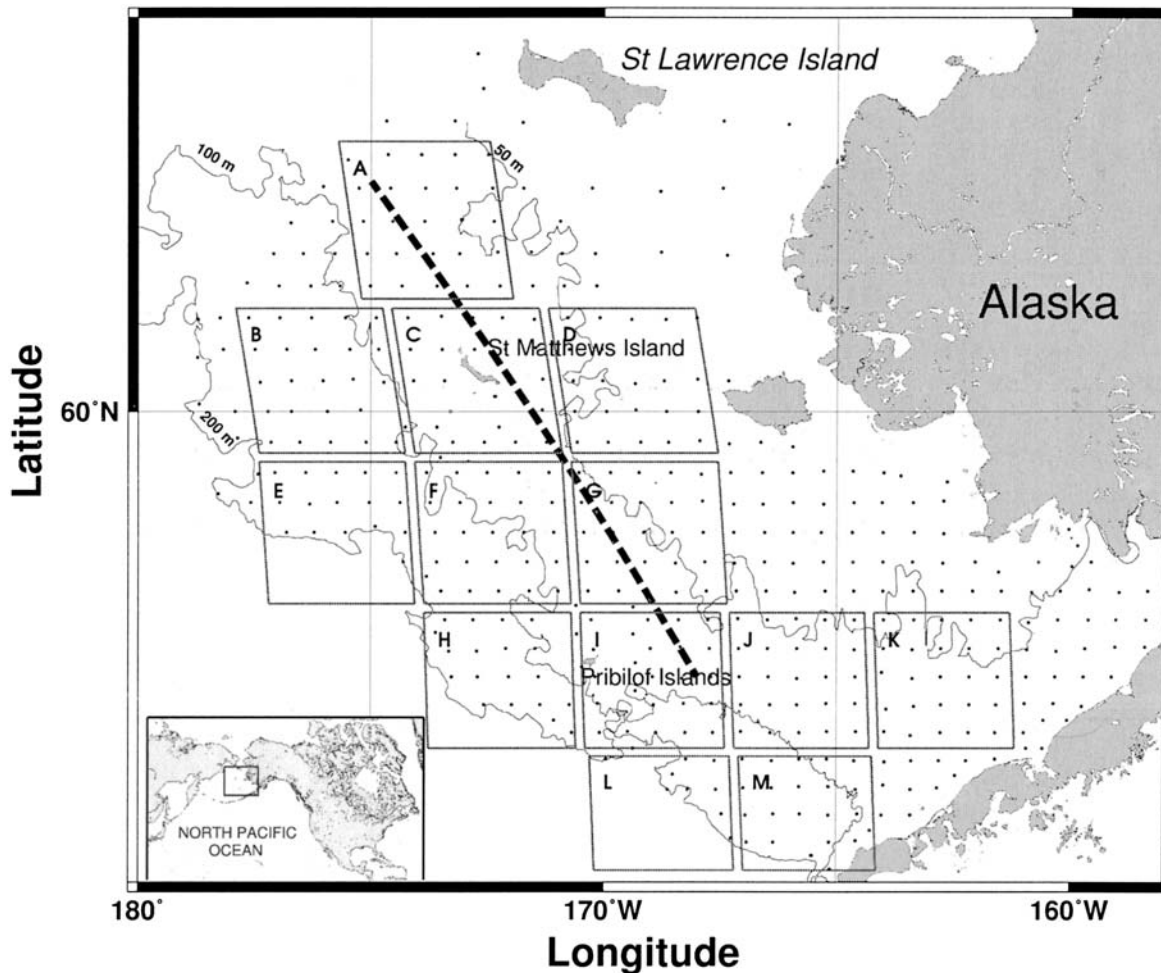 St Lawrence Island
100 m
50 m
A
Alaska
B
C
D
St Matthews Island
60°N
200 m
Latitude
E
F
G
H
I
J
K
Pribilof Islands
L
M
NORTH PACIFIC
OCEAN
180°
170°W
160°W
Longitude